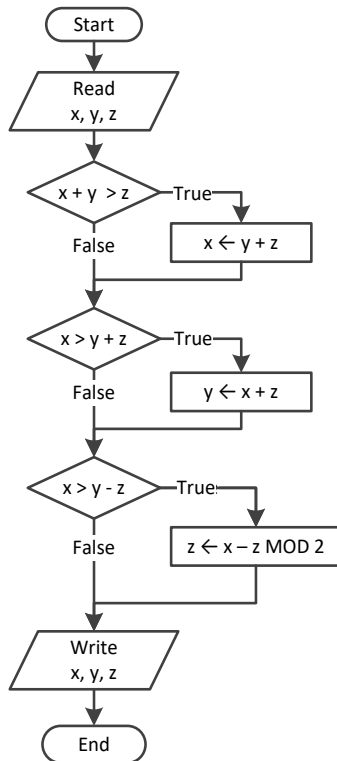 Start
Read
x, y, z
x + y > z
True
x ← y + z
False
x > y + z
True
y ← x + z
False
x > y - z
True
z ← x – z MOD 2
False
Write
x, y, z
End